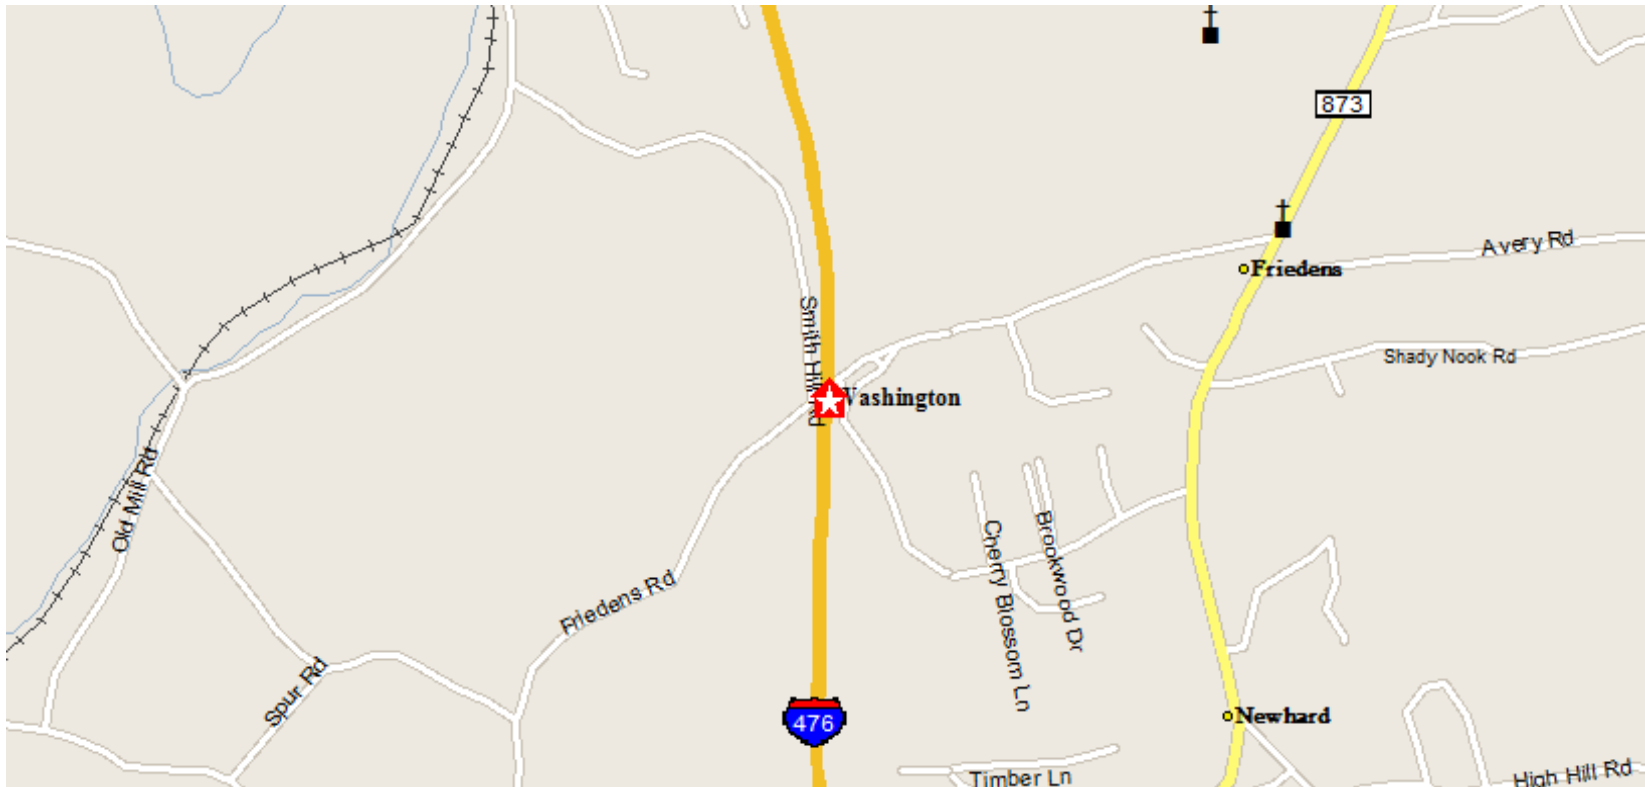 873
Avery Rd
Friedens
Smith Hill Rd
Shady Nook Rd
Washington
Old Mill Rd
Cherry Blossom Ln
Brookwood Dr
Friedens Rd
Spur Rd
476
Newhard
Timber Ln
High Hill Rd